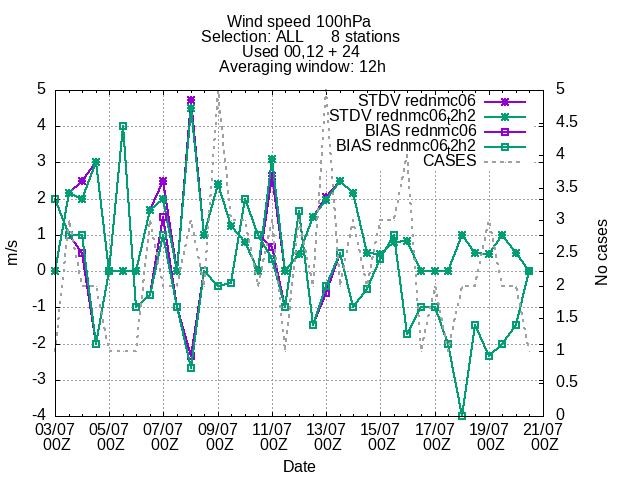 Wind speed 100hPa
Selection: ALL 8 stations
Used 00,12 + 24
Averaging window: 12h
STDV rednmc06
STDV rednmc06,2h2
BIAS rednmc06
BIAS rednmc06,2h2
CASES
5
4
3
2
1
0
-1
-2
-3
-4
m/s
5
4.5
4
3.5
3
2.5
2
1.5
1
0.5
0
No cases
03/07 05/07 07/07 09/07 11/07 13/07 15/07 17/07 19/07 21/07
00Z 00Z 00Z 00Z 00Z 00Z 00Z 00Z 00Z 00Z
Date